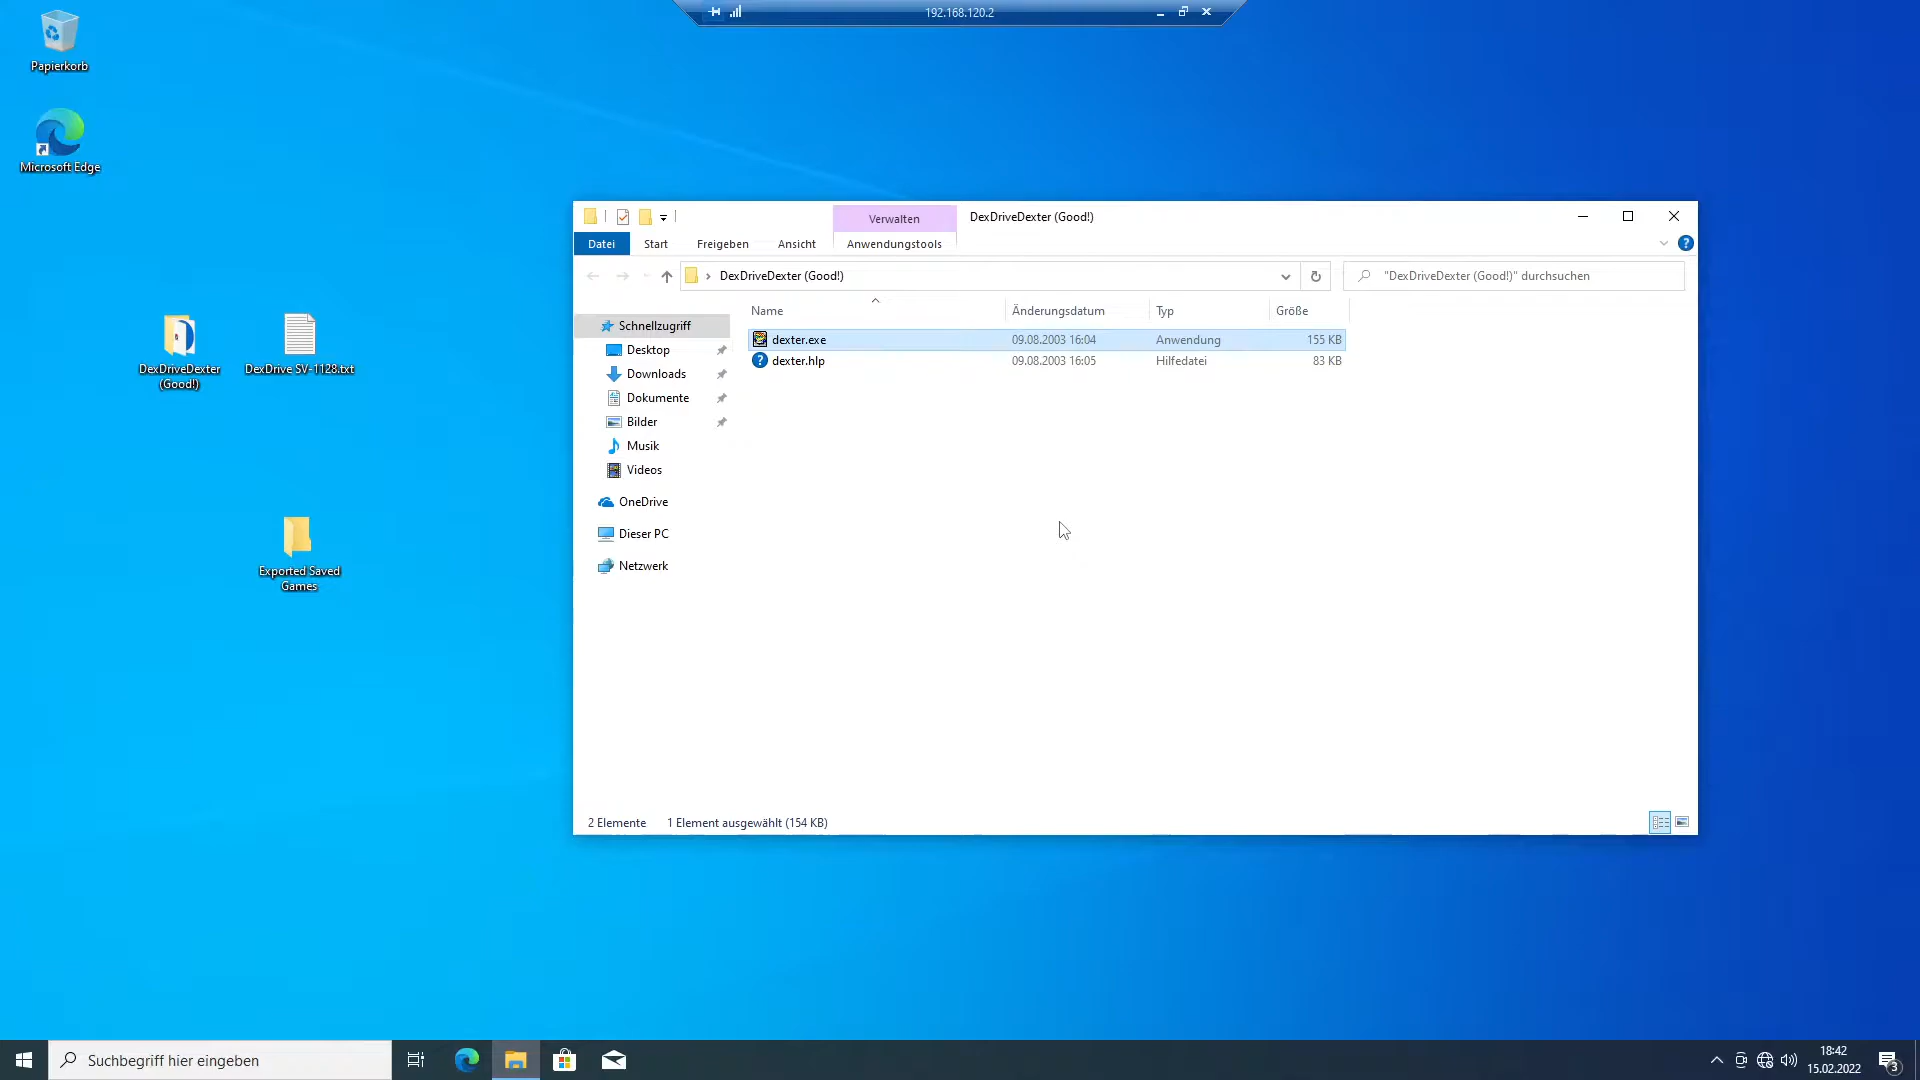 192.168.120.2
Papierkorb
Microsoft Edge
DexDriveDexter
(Good!)
DexDrive SV-1128.txt
Exported Saved
Games
Verwalten
DexDriveDexter (Good!)
Datei
Start
Freigeben
Ansicht
Anwendungstools
DexDriveDexter (Good!)
"DexDriveDexter (Good!)" durchsuchen
Name
Änderungsdatum
Typ
Größe
dexter.exe
09.08.2003 16:04
Anwendung
155 KB
dexter.hlp
09.08.2003 16:05
Hilfedatei
83 KB
Schnellzugriff
Desktop
Downloads
Dokumente
Bilder
Musik
Videos
OneDrive
Dieser PC
Netzwerk
2 Elemente
1 Element ausgewählt (154 KB)
Suchbegriff hier eingeben
18:42
15.02.2022
3